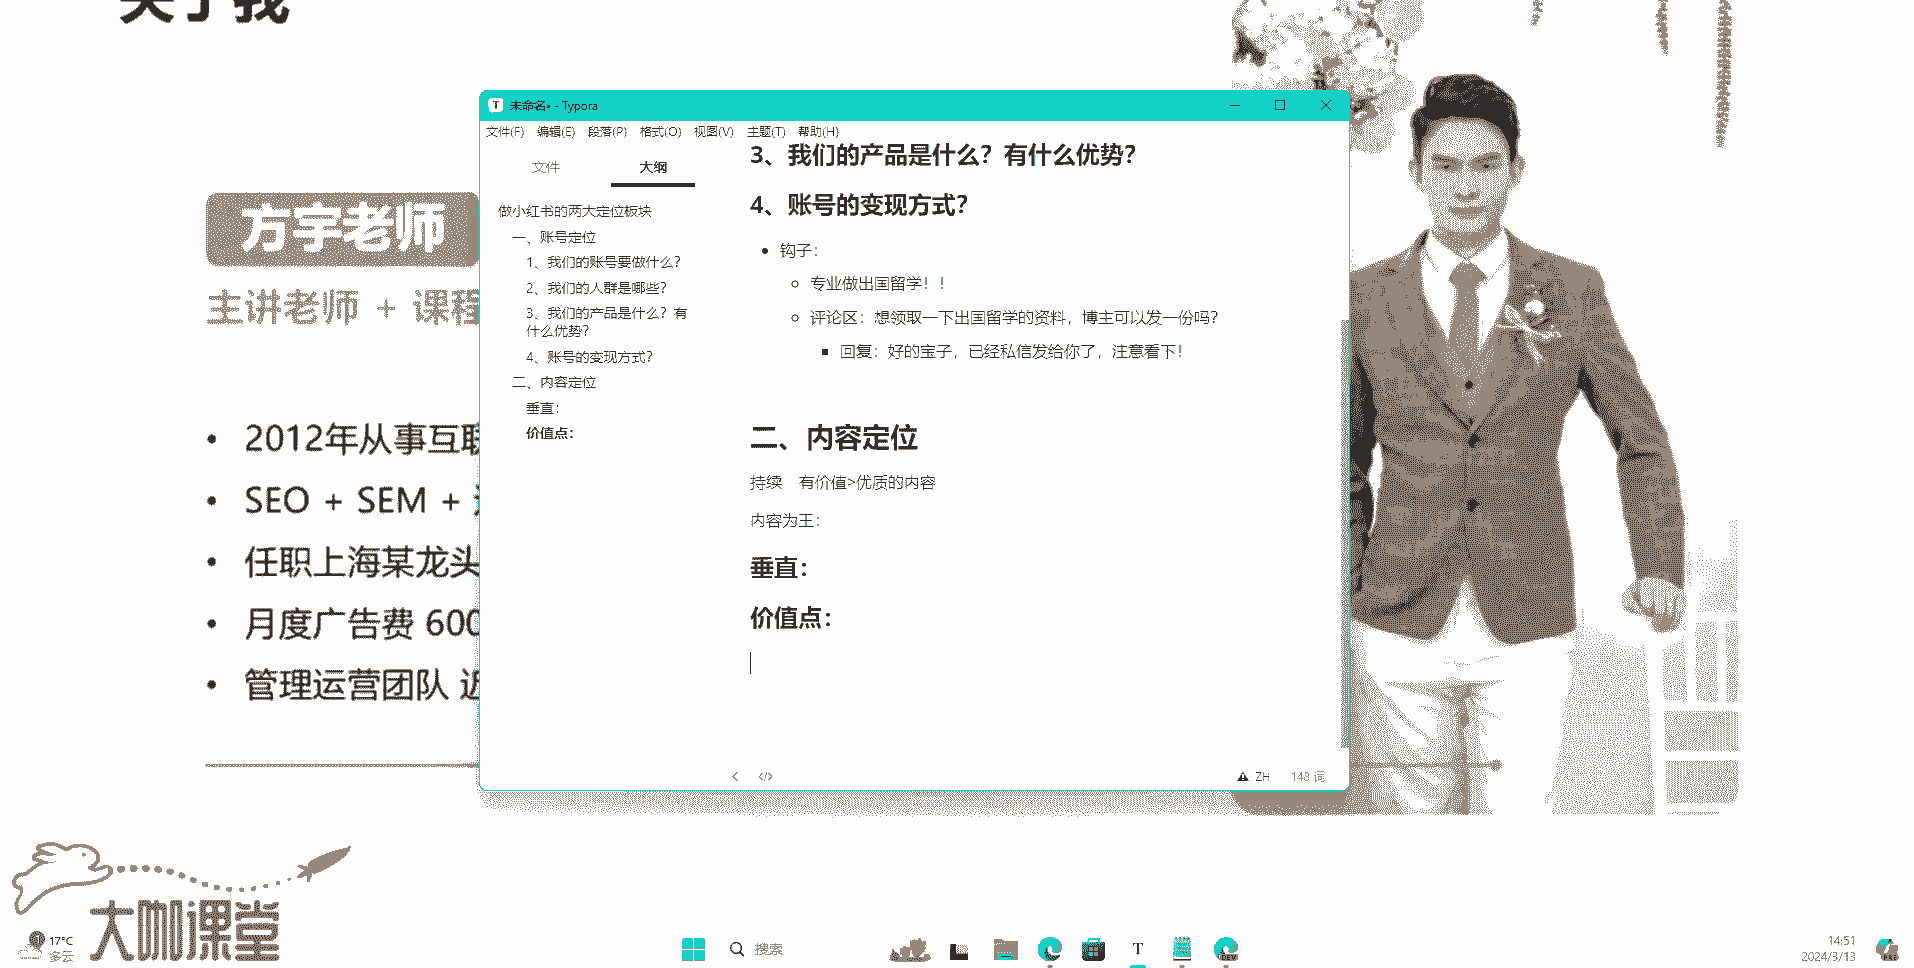 关于我
方宇老师
主讲老师 + 课程
• 2012年从事互联
• SEO + SEM +
• 任职上海某龙头
• 月度广告费 600
• 管理运营团队 近
未命名• - Typora
文件(F) 编辑(E) 段落(P) 格式(O) 视图(V) 主题(T) 帮助(H)
文件 大纲
做小红书的两大定位板块
一、账号定位
1、我们的账号要做什么?
2、我们的人群是哪些?
3、我们的产品是什么? 有
什么优势?
4、账号的变现方式?
二、内容定位
垂直:
价值点:
3、我们的产品是什么? 有什么优势?
4、账号的变现方式?
• 钩子:
专业做出国留学! !
评论区: 想领取一下出国留学的资料, 博主可以发一份吗?
回复: 好的宝子, 已经私信发给你了, 注意看下!
二、内容定位
持续 有价值>优质的内容
内容为王:
垂直:
价值点:
ZH 148 词
大咖课堂
1
17°C
多云
搜索
T
DEV
14:51
2024/3/13
PRE